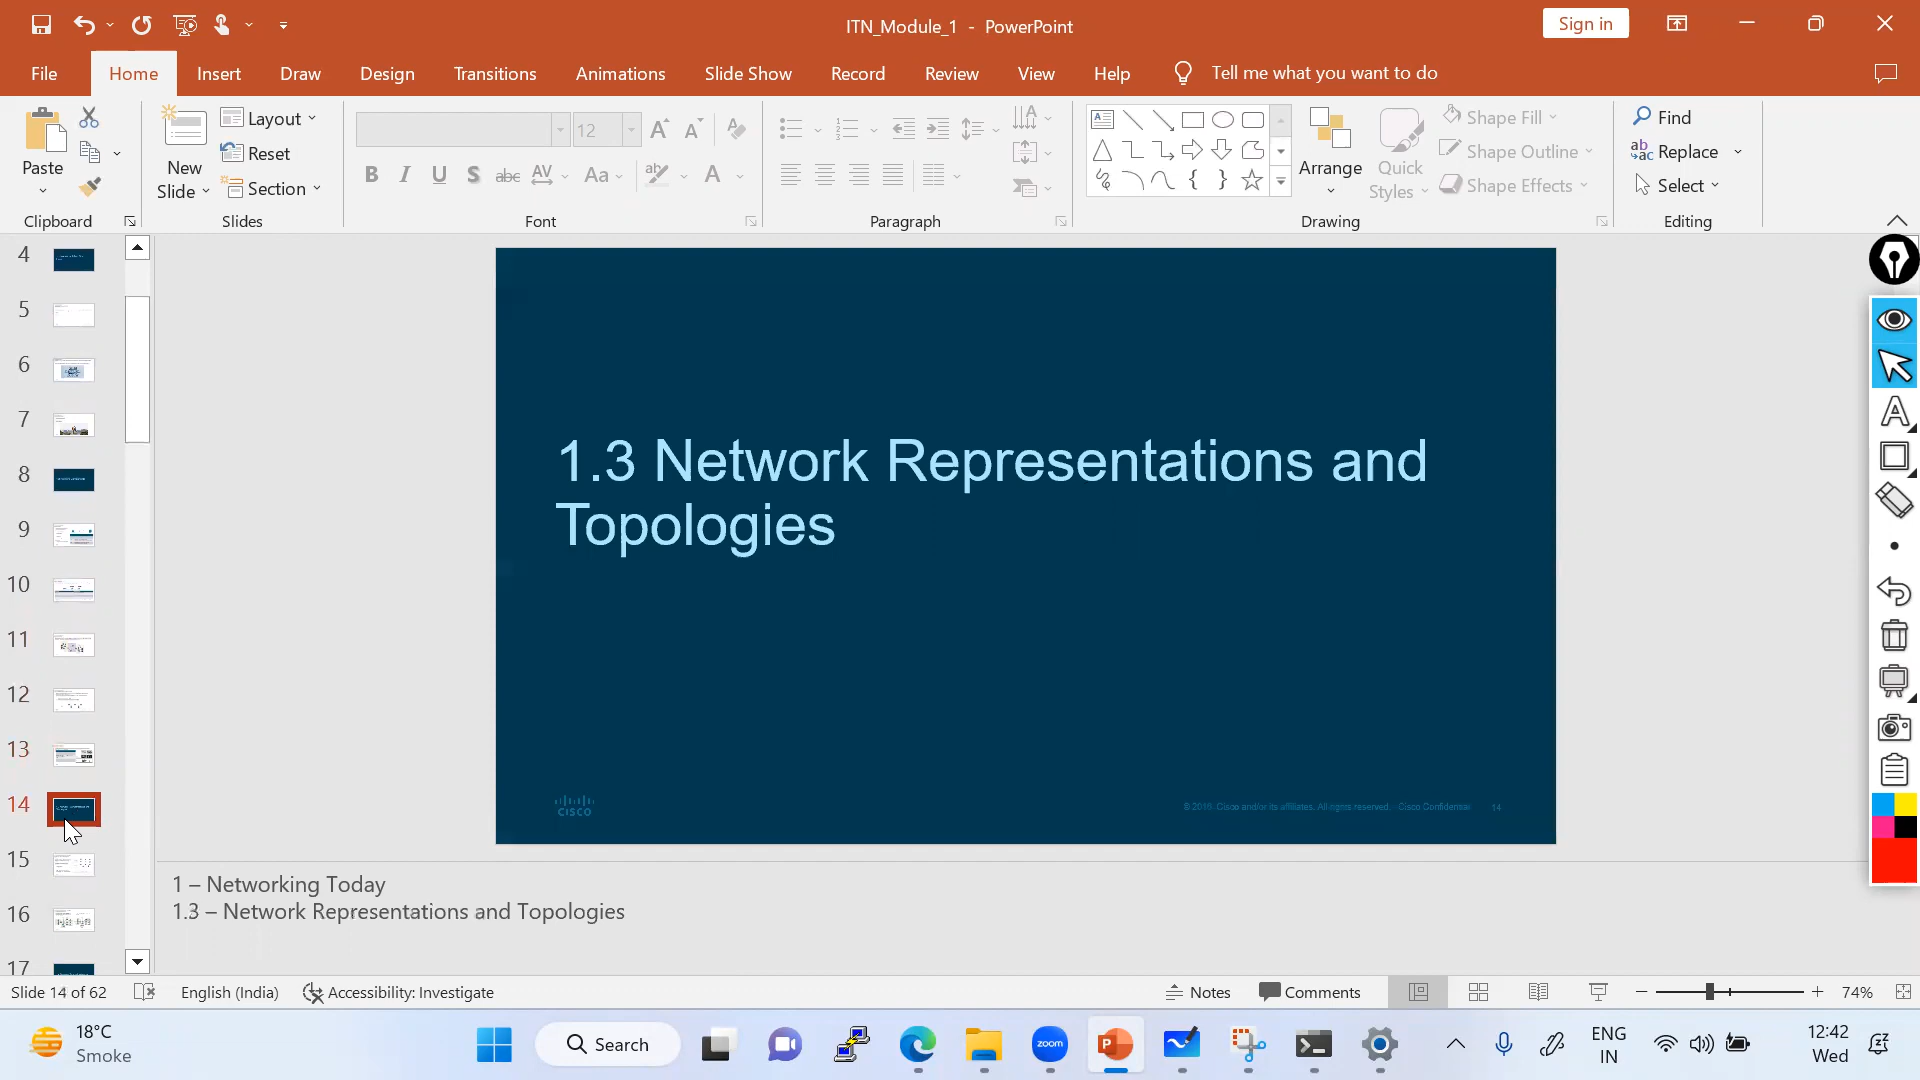 ITN_Module_1 - PowerPoint
Sign in
File Home Insert Draw Design Transitions Animations Slide Show Record Review View Help Tell me what you want to do
Paste
Clipboard
New Slide
Layout
Reset
Section
Slides
12
Font
Paragraph
Arrange
Quick Styles
Shape Fill
Shape Outline
Shape Effects
Drawing
Find
Replace
Select
Editing
4
5
6
7
8
9
10
11
12
13
14
15
16
17
1.3 Network Representations and
Topologies
CISCO
© 2016 Cisco and/or its affiliates. All rights reserved. Cisco Confidential 14
1 – Networking Today
1.3 – Network Representations and Topologies
Slide 14 of 62 English (India) Accessibility: Investigate Notes Comments 74%
18°C
Smoke
Search
zoom
ENG
IN
12:42
Wed